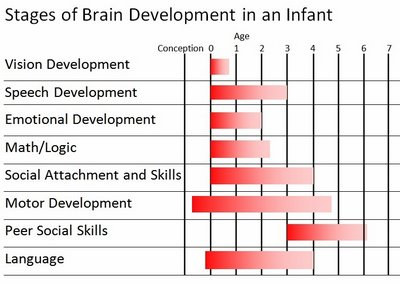 Stages of Brain Development in an Infant
Age
Conception 0 1 2 3 4 5 6 7
Vision Development
Speech Development
Emotional Development
Math/Logic
Social Attachment and Skills
Motor Development
Peer Social Skills
Language